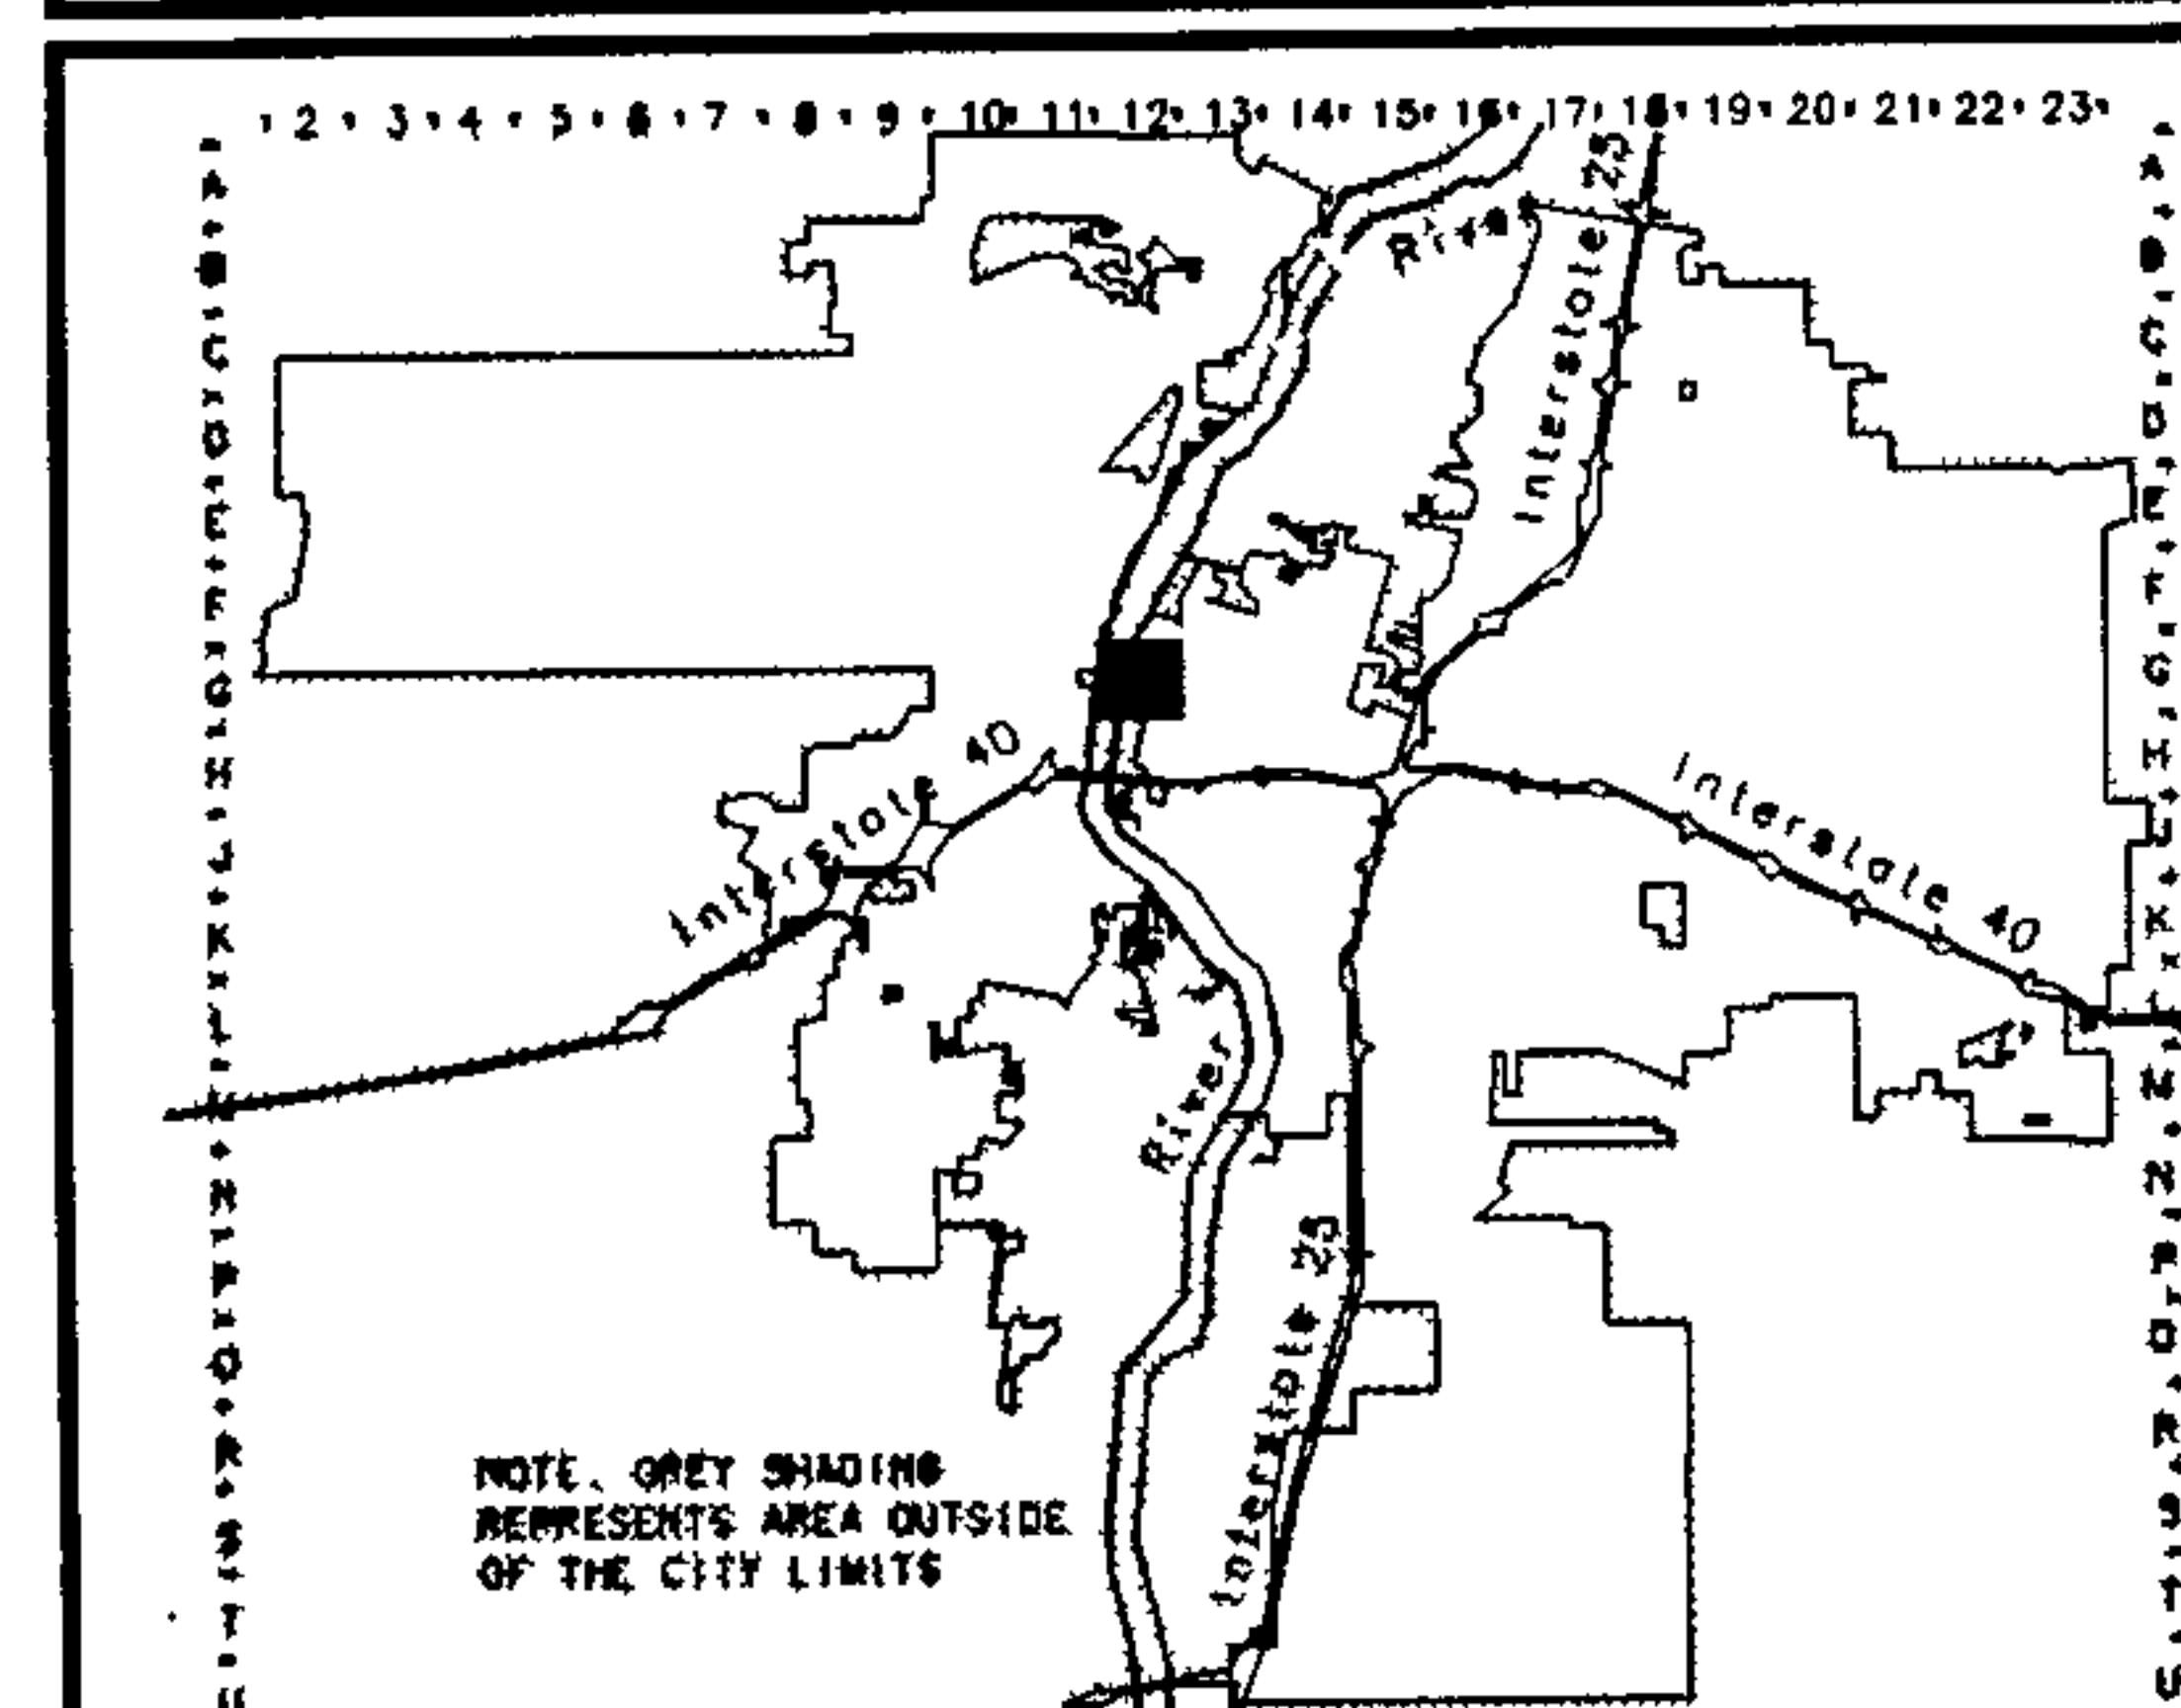 2 3 4 5 6 7 8 9 10 11 12 13 14 15 16 17 18 19 20 21 22 23
A A
B B
C C
D D
E E
F F
G G
H H
J J
K K
L L
M M
N N
P P
Q Q
R R
S S
T T
U U
River
Interstate 25
Interstate 40
Interstate 40
River
Interstate 25
NOTE. GREY SHADING
REPRESENTS AREA OUTSIDE
OF THE CITY LIMITS